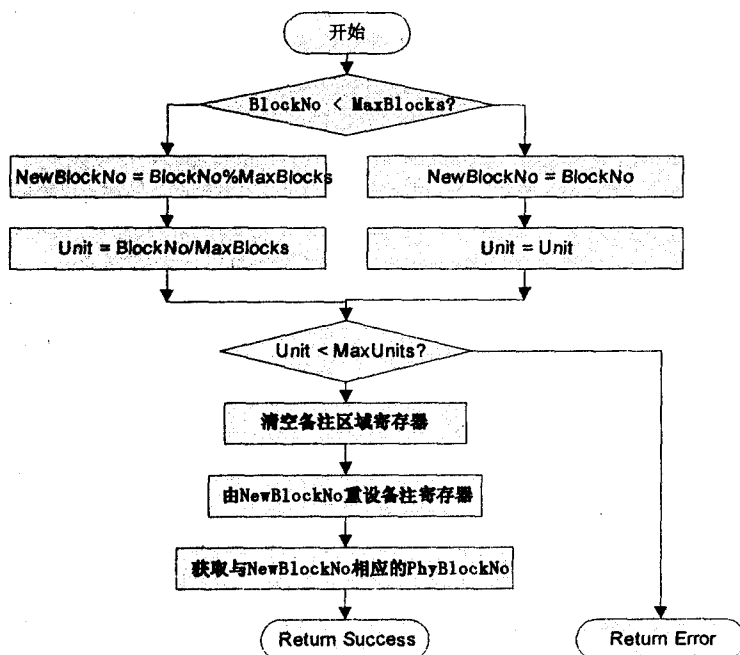 开始
BlockNo < MaxBlocks?
NewBlockNo = BlockNo%MaxBlocks
NewBlockNo = BlockNo
Unit = BlockNo/MaxBlocks
Unit = Unit
Unit < MaxUnits?
清空备注区域寄存器
由NewBlockNo重设备注寄存器
获取与NewBlockNo相应的PhyBlockNo
Return Success
Return Error